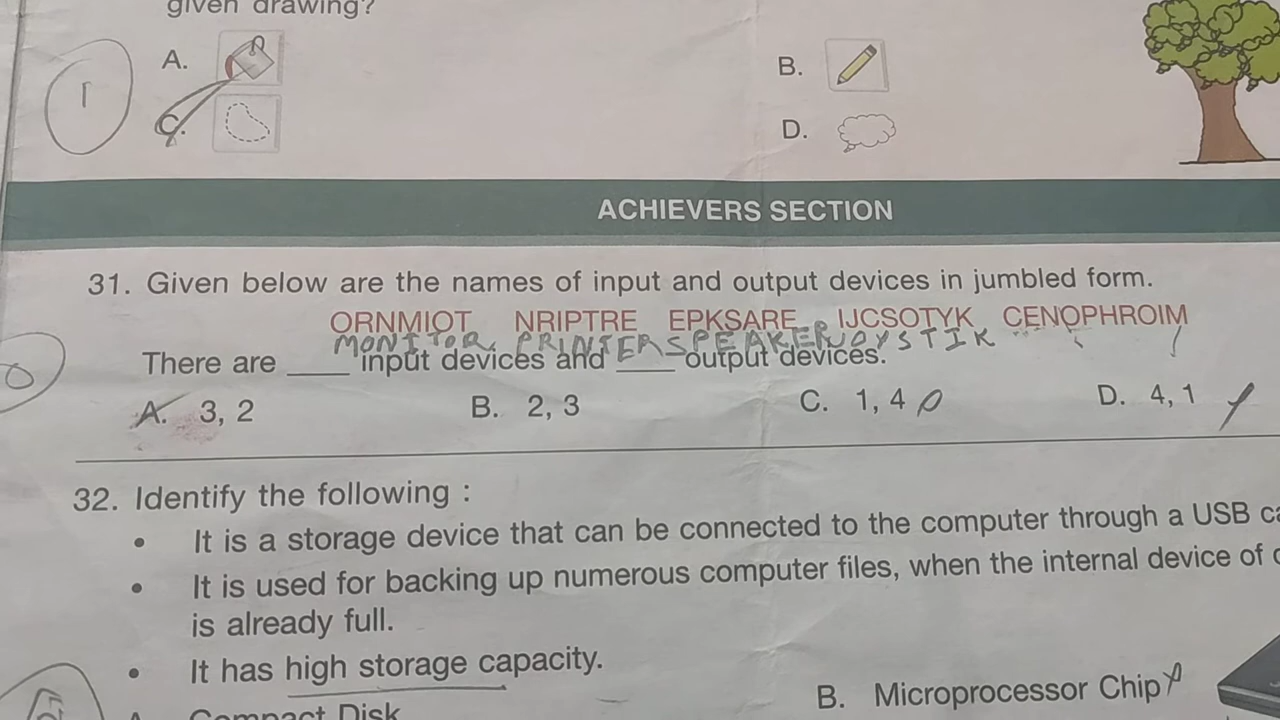 given drawing?
A.
B.
C.
D.
1
ACHIEVERS SECTION
31. Given below are the names of input and output devices in jumbled form.
ORNMIOT NRIPTRE EPKSARE IJCSOTYK CENOPHROIM
MONITOR PRINTER SPEAKER JOYSTIK
There are ____ input devices and ____ output devices.
0
A. 3, 2 B. 2, 3 C. 1, 4 D. 4, 1
32. Identify the following :
• It is a storage device that can be connected to the computer through a USB
• It is used for backing up numerous computer files, when the internal device of
is already full.
• It has high storage capacity.
A. Compact Disk B. Microprocessor Chip